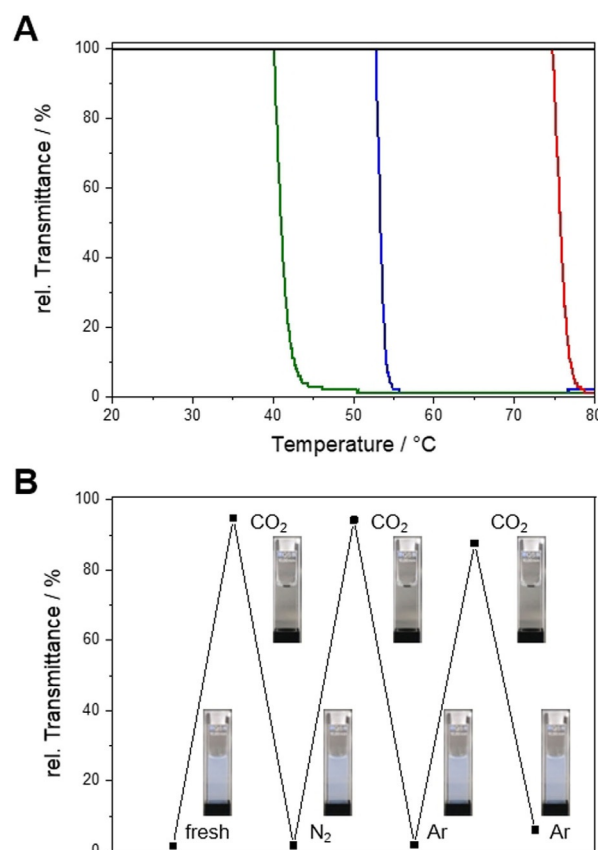 A
100
80
60
40
20
0
rel. Transmittance / %
20 30 40 50 60 70 80
Temperature / °C
B
100
80
60
40
20
0
rel. Transmittance / %
CO₂ CO₂ CO₂
fresh N₂ Ar Ar